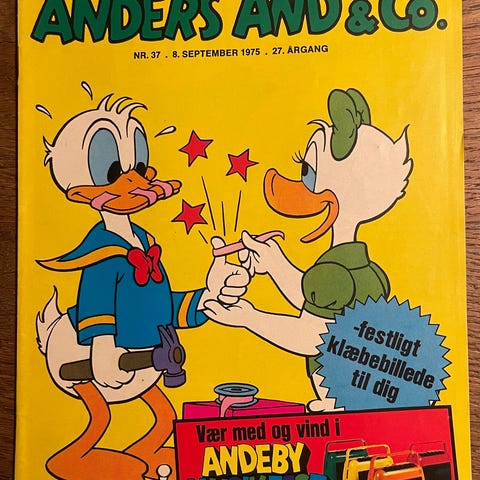 ANDERS AND & Co.
NR. 37 . 8. SEPTEMBER 1975 . 27. ÅRGANG
-festligt
klæbebillede
til dig
Vær med og vind i
ANDEBY